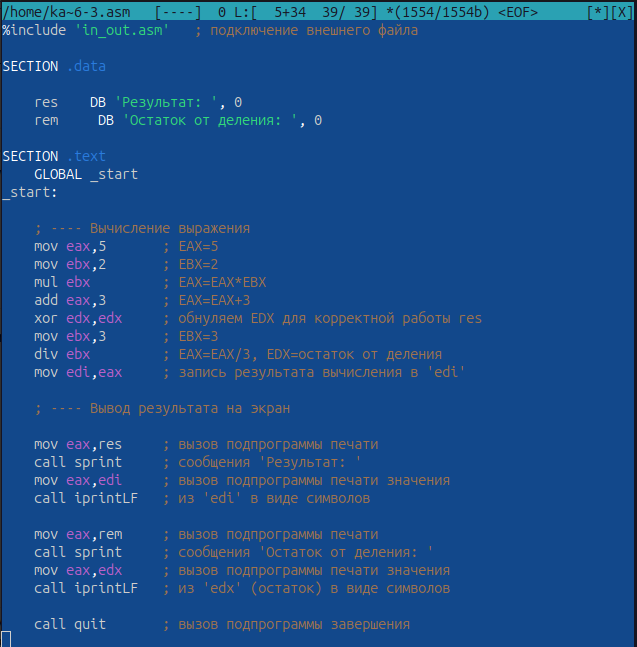 /home/ka~6-3.asm   [----]  0 L:[  5+34  39/ 39] *(1554/1554b) <EOF>      [*][X]
%include 'in_out.asm'   ; подключение внешнего файла

SECTION .data

    res    DB 'Результат: ', 0
    rem     DB 'Остаток от деления: ', 0

SECTION .text
    GLOBAL _start
_start:

    ; ---- Вычисление выражения
    mov eax,5       ; EAX=5
    mov ebx,2       ; EBX=2
    mul ebx         ; EAX=EAX*EBX
    add eax,3       ; EAX=EAX+3
    xor edx,edx     ; обнуляем EDX для корректной работы res
    mov ebx,3       ; EBX=3
    div ebx         ; EAX=EAX/3, EDX=остаток от деления
    mov edi,eax     ; запись результата вычисления в 'edi'

    ; ---- Вывод результата на экран

    mov eax,res     ; вызов подпрограммы печати
    call sprint     ; сообщения 'Результат: '
    mov eax,edi     ; вызов подпрограммы печати значения
    call iprintLF   ; из 'edi' в виде символов

    mov eax,rem     ; вызов подпрограммы печати
    call sprint     ; сообщения 'Остаток от деления: '
    mov eax,edx     ; вызов подпрограммы печати значения
    call iprintLF   ; из 'edx' (остаток) в виде символов

    call quit       ; вызов подпрограммы завершения